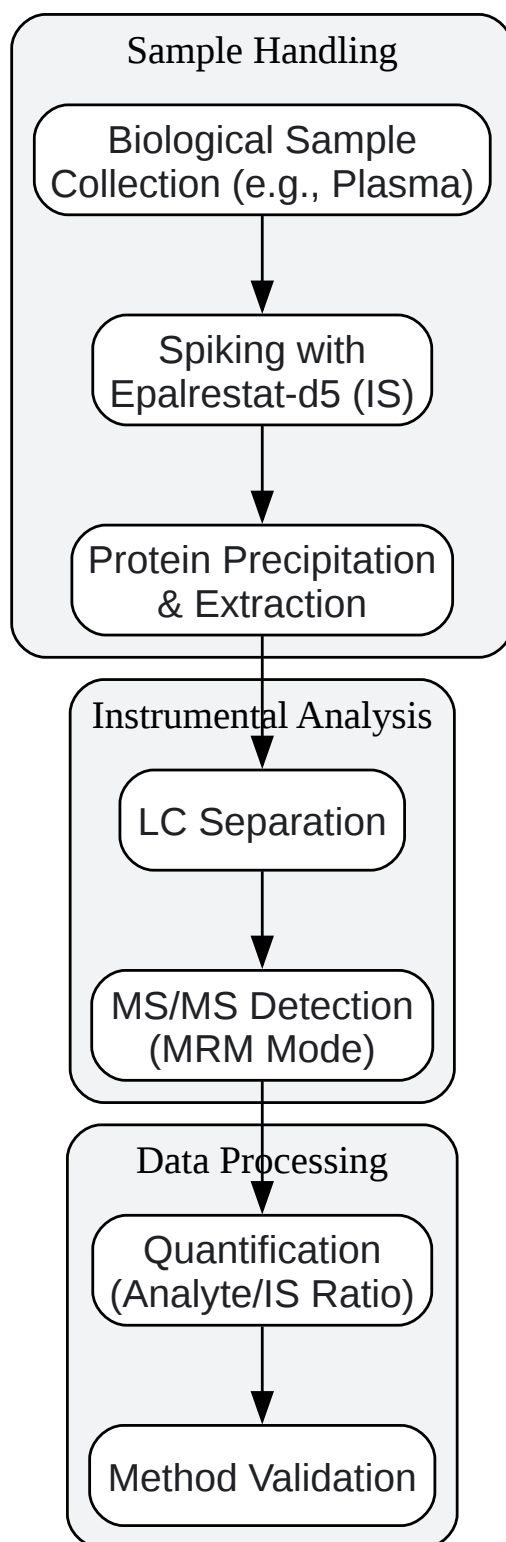 Sample Handling
Biological Sample
Collection (e.g., Plasma)
Spiking with
Epalrestat-d5 (IS)
Protein Precipitation
& Extraction
Instrumental Analysis
LC Separation
MS/MS Detection
(MRM Mode)
Data Processing
Quantification
(Analyte/IS Ratio)
Method Validation